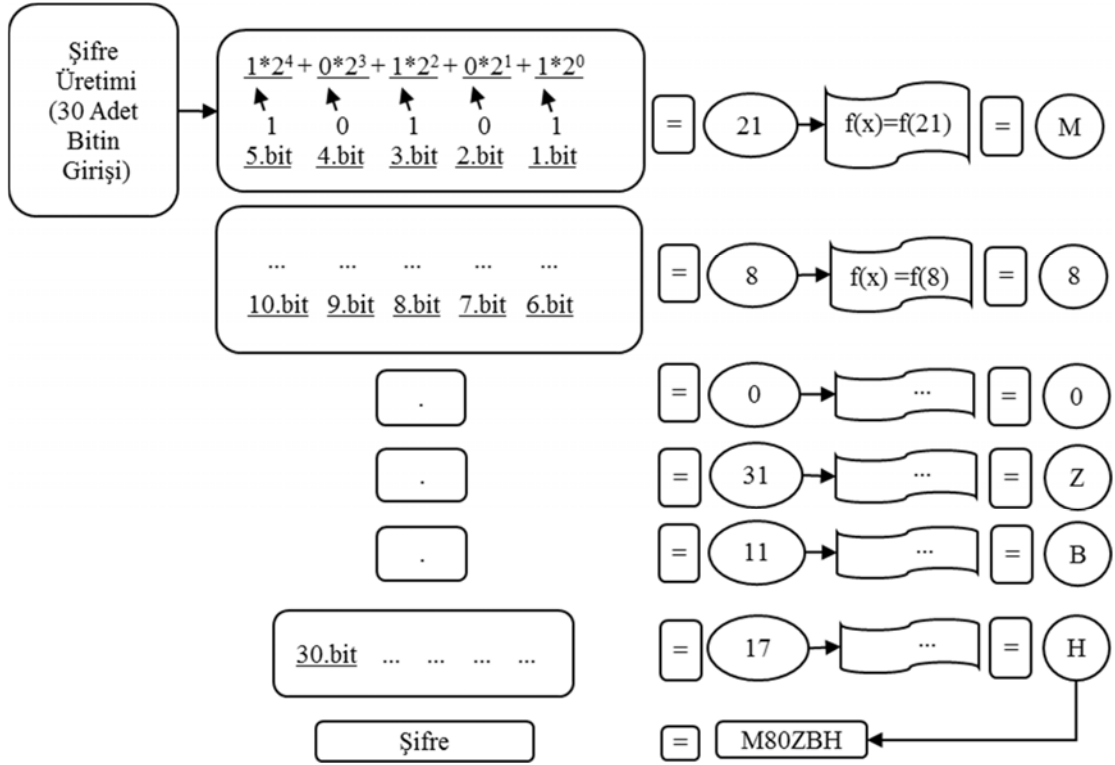 Şifre
Üretimi
(30 Adet
Bitin
Girişi)
1*2⁴ + 0*2³ + 1*2² + 0*2¹ + 1*2⁰
1 0 1 0 1
5.bit 4.bit 3.bit 2.bit 1.bit
= 21 f(x)=f(21) = M
... ... ... ... ...
10.bit 9.bit 8.bit 7.bit 6.bit
= 8 f(x) =f(8) = 8
. = 0 ... = 0
. = 31 ... = Z
. = 11 ... = B
30.bit ... ... ... ... = 17 ... = H
Şifre = M80ZBH